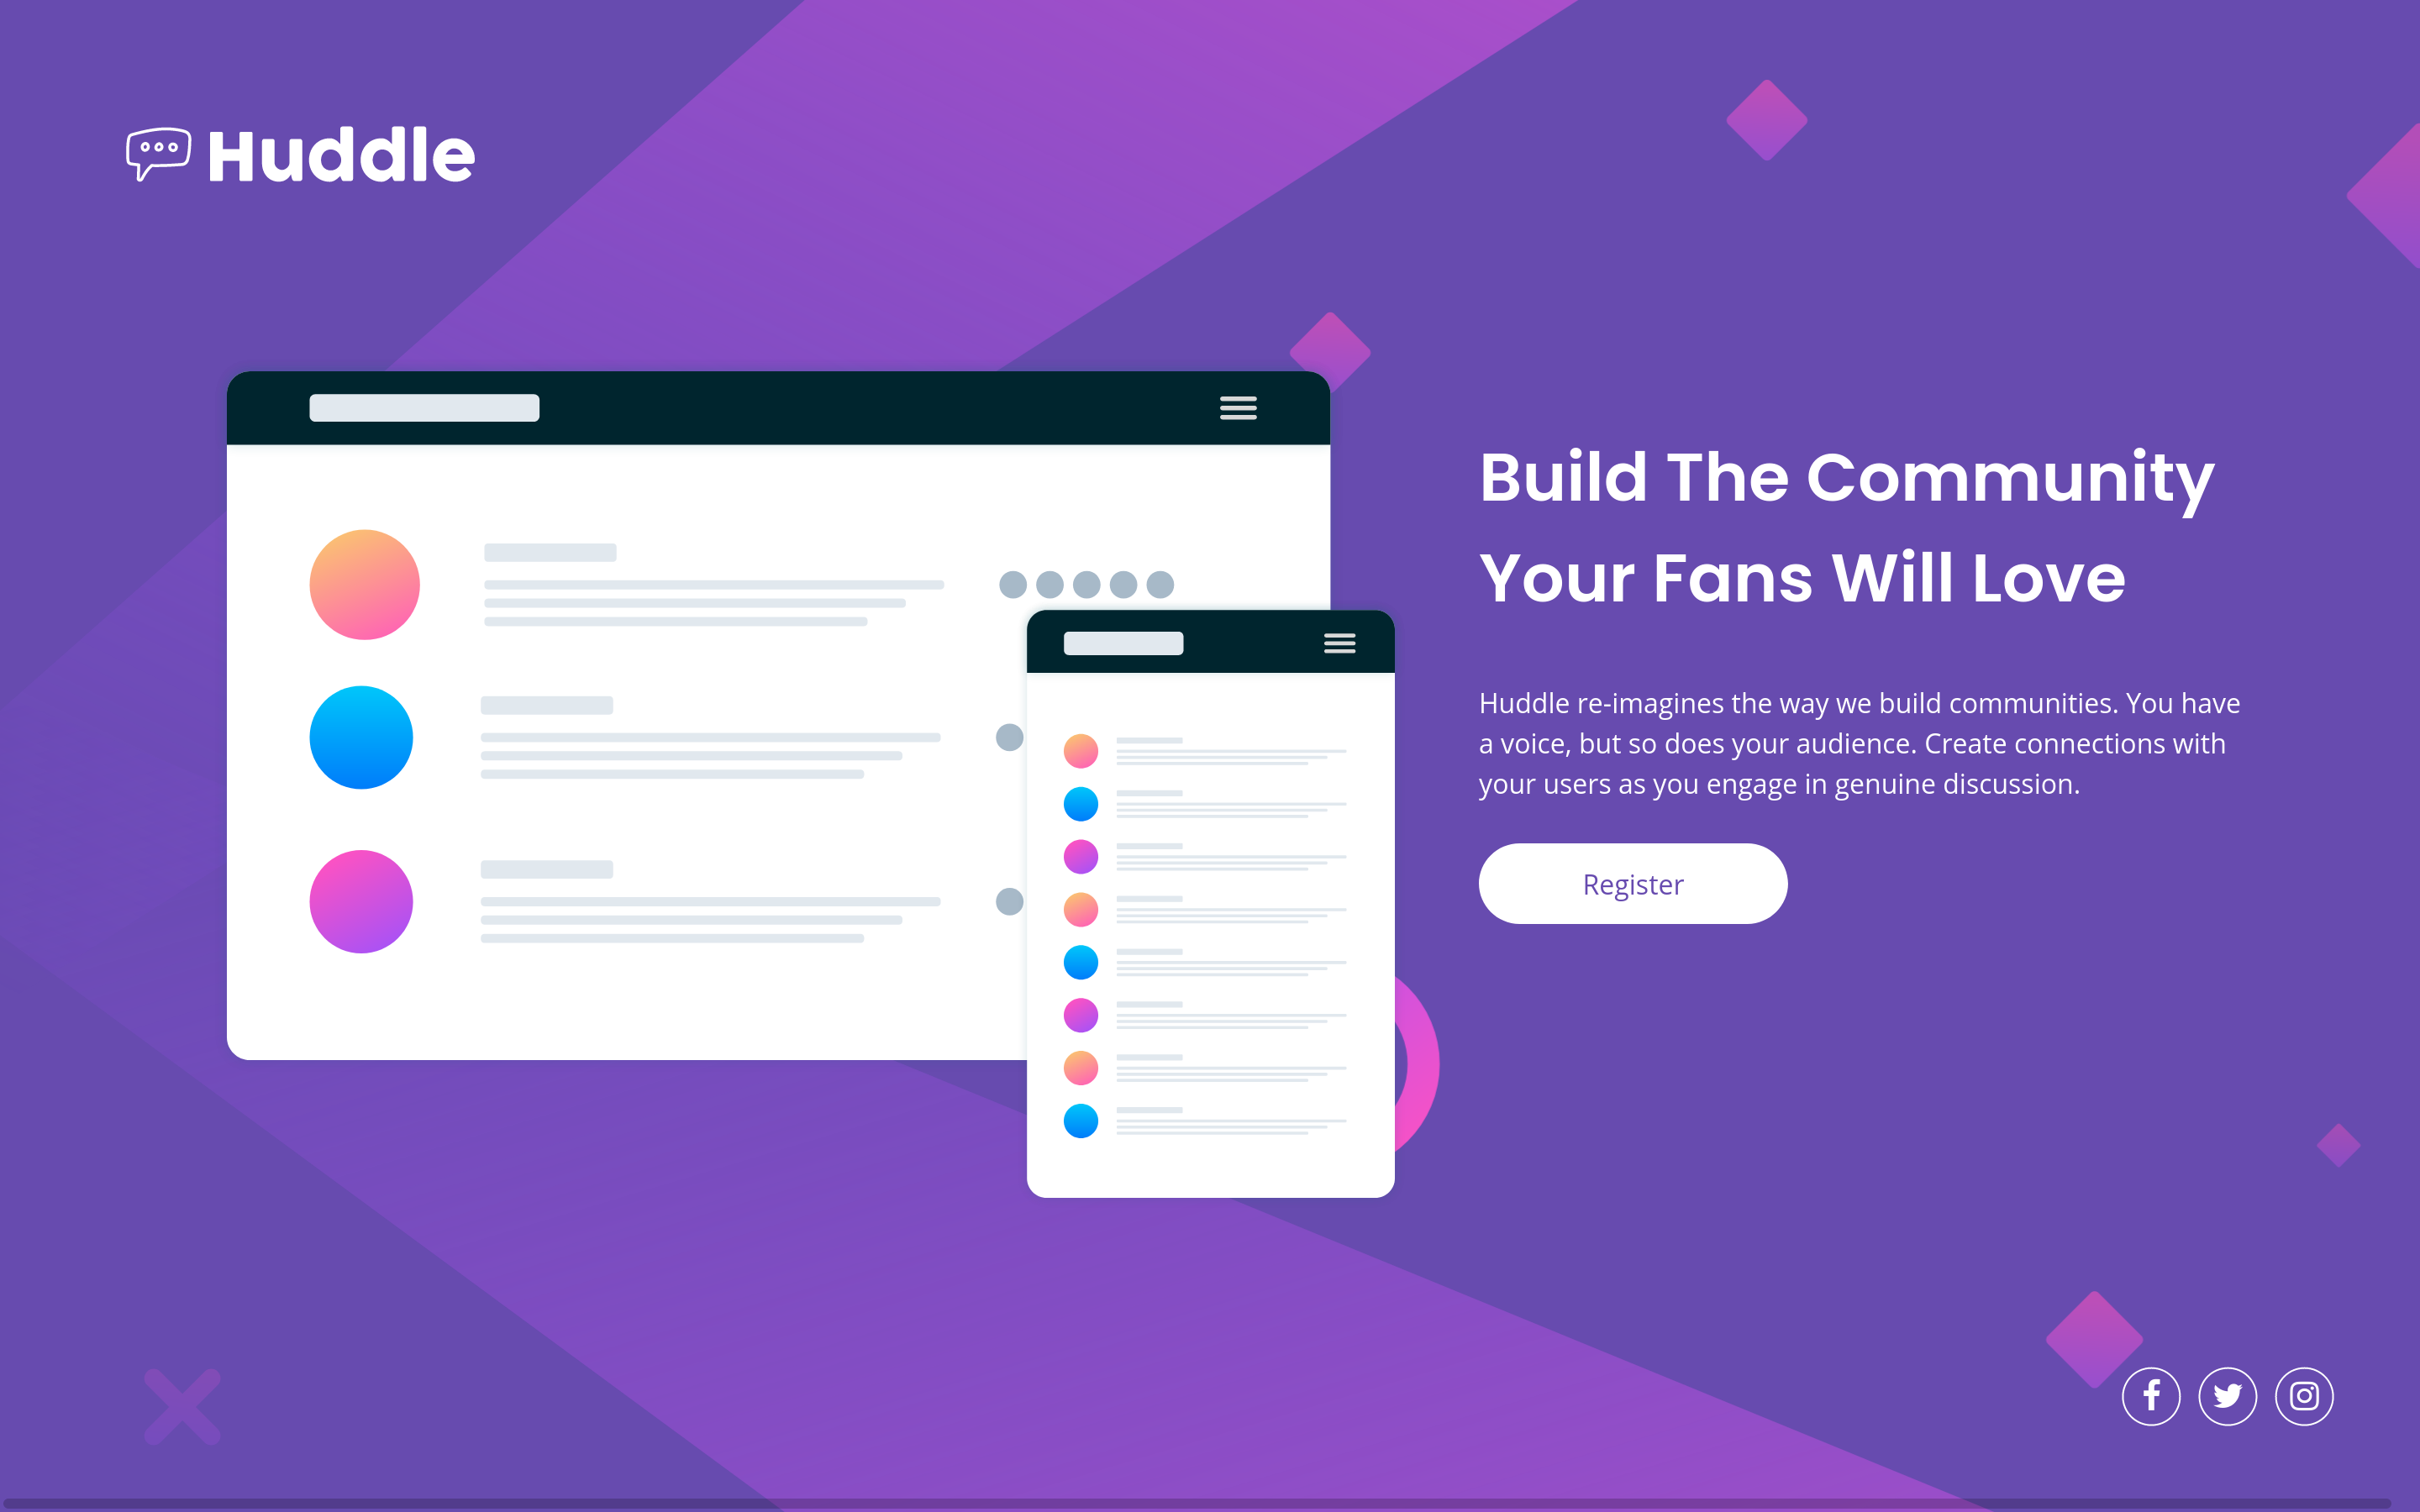 Huddle
Build The Community
Your Fans Will Love
Huddle re-imagines the way we build communities. You have
a voice, but so does your audience. Create connections with
your users as you engage in genuine discussion.
Register